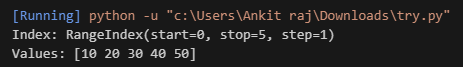 [Running] python -u "c:\Users\Ankit raj\Downloads\try.py"
Index: RangeIndex(start=0, stop=5, step=1)
Values: [10 20 30 40 50]